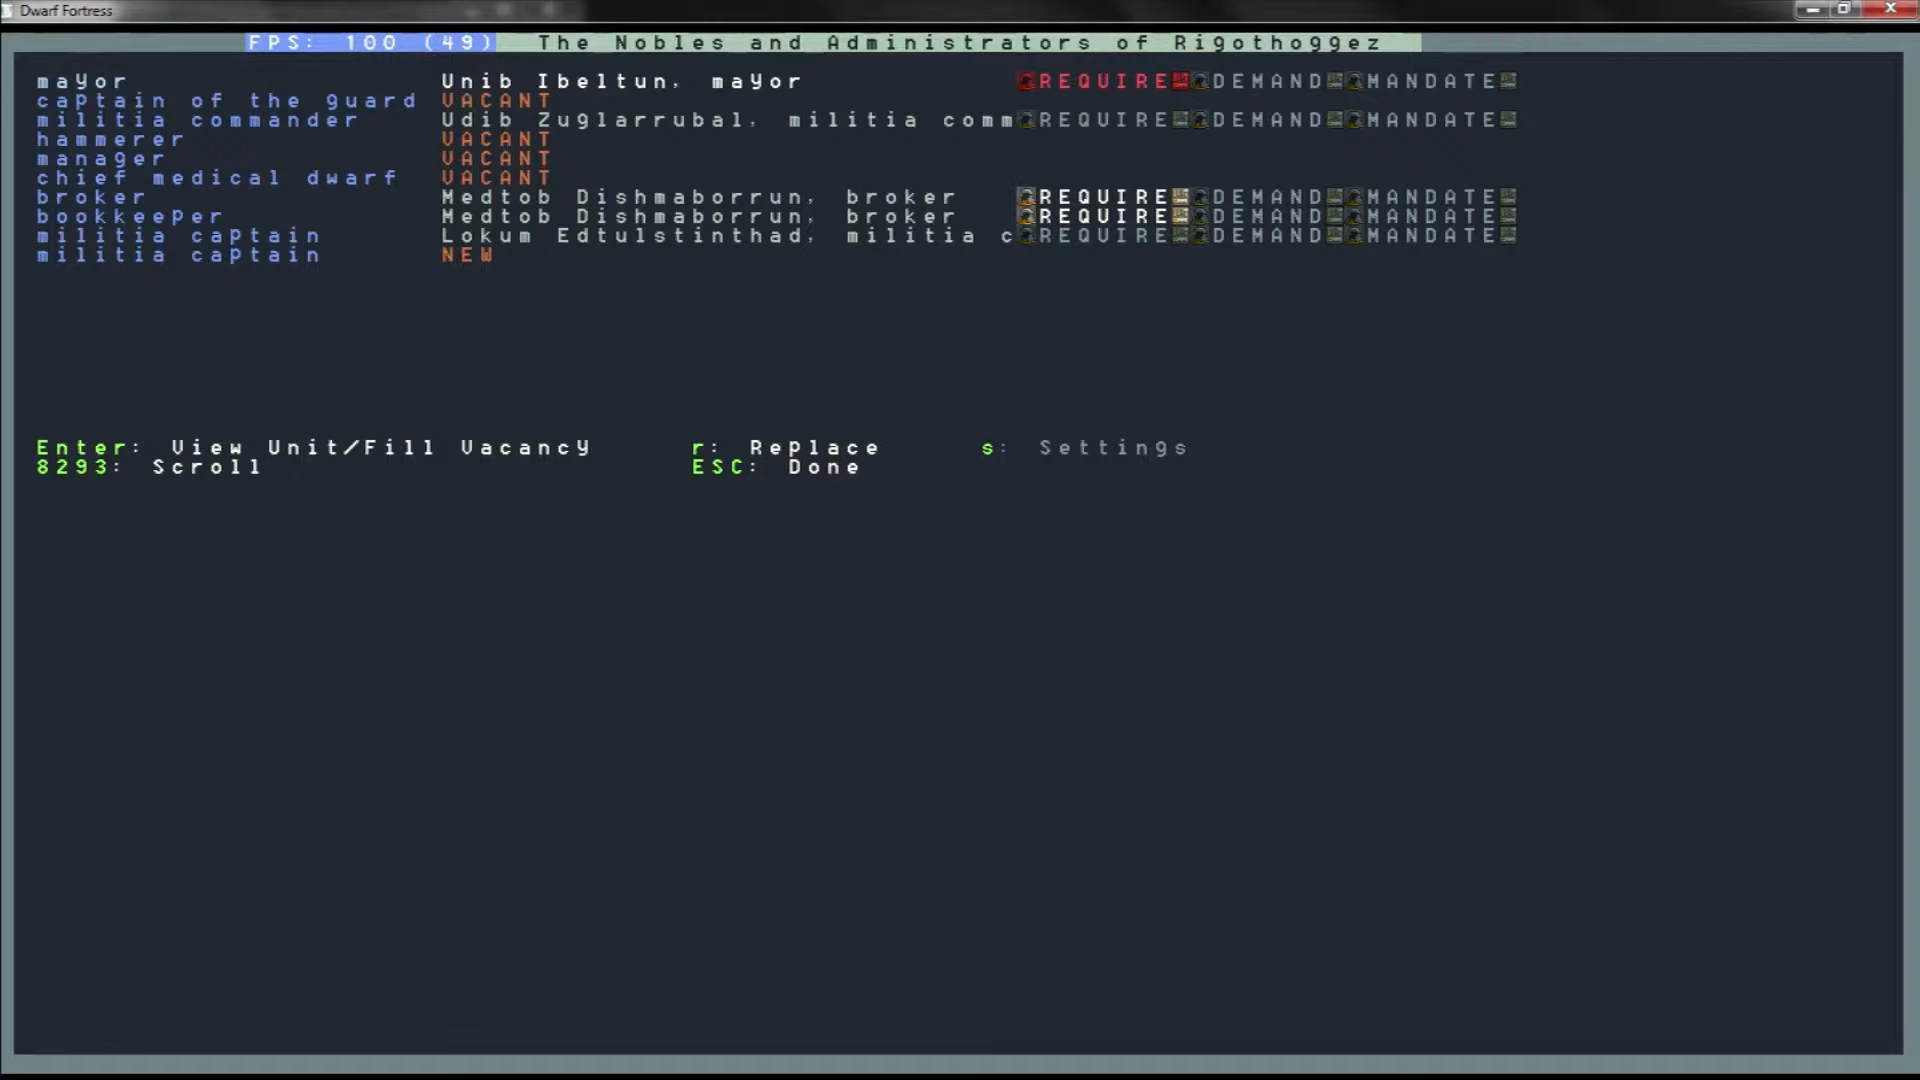 Dwarf Fortress
FPS: 100 (49) The Nobles and Administrators of Rigothoggez
mayor Unib Ibeltun, mayor REQUIRE DEMAND MANDATE
captain of the guard VACANT
militia commander Udib Zuglarrubal, militia comm REQUIRE DEMAND MANDATE
hammerer VACANT
manager VACANT
chief medical dwarf VACANT
broker Medtob Dishmaborrun, broker REQUIRE DEMAND MANDATE
bookkeeper Medtob Dishmaborrun, broker REQUIRE DEMAND MANDATE
militia captain Lokum Edtulstinthad, militia c REQUIRE DEMAND MANDATE
militia captain NEW
Enter: View Unit/Fill Vacancy r: Replace s: Settings
8293: Scroll ESC: Done